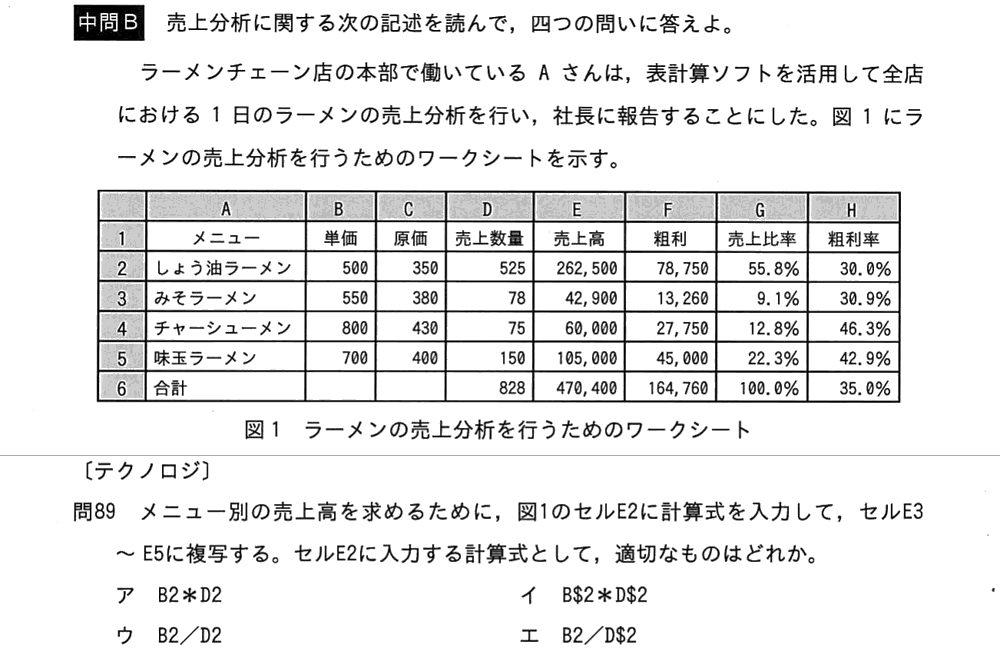 中問B 売上分析に関する次の記述を読んで，四つの問いに答えよ。
ラーメンチェーン店の本部で働いている A さんは，表計算ソフトを活用して全店
における 1 日のラーメンの売上分析を行い，社長に報告することにした。図 1 にラ
ーメンの売上分析を行うためのワークシートを示す。
A B C D E F G H
1 メニュー 単価 原価 売上数量 売上高 粗利 売上比率 粗利率
2 しょう油ラーメン 500 350 525 262,500 78,750 55.8% 30.0%
3 みそラーメン 550 380 78 42,900 13,260 9.1% 30.9%
4 チャーシューメン 800 430 75 60,000 27,750 12.8% 46.3%
5 味玉ラーメン 700 400 150 105,000 45,000 22.3% 42.9%
6 合計 828 470,400 164,760 100.0% 35.0%
図1 ラーメンの売上分析を行うためのワークシート
〔テクノロジ〕
問89 メニュー別の売上高を求めるために，図1のセルE2に計算式を入力して，セルE3
～ E5に複写する。セルE2に入力する計算式として，適切なものはどれか。
ア B2＊D2 イ B$2＊D$2
ウ B2／D2 エ B2／D$2